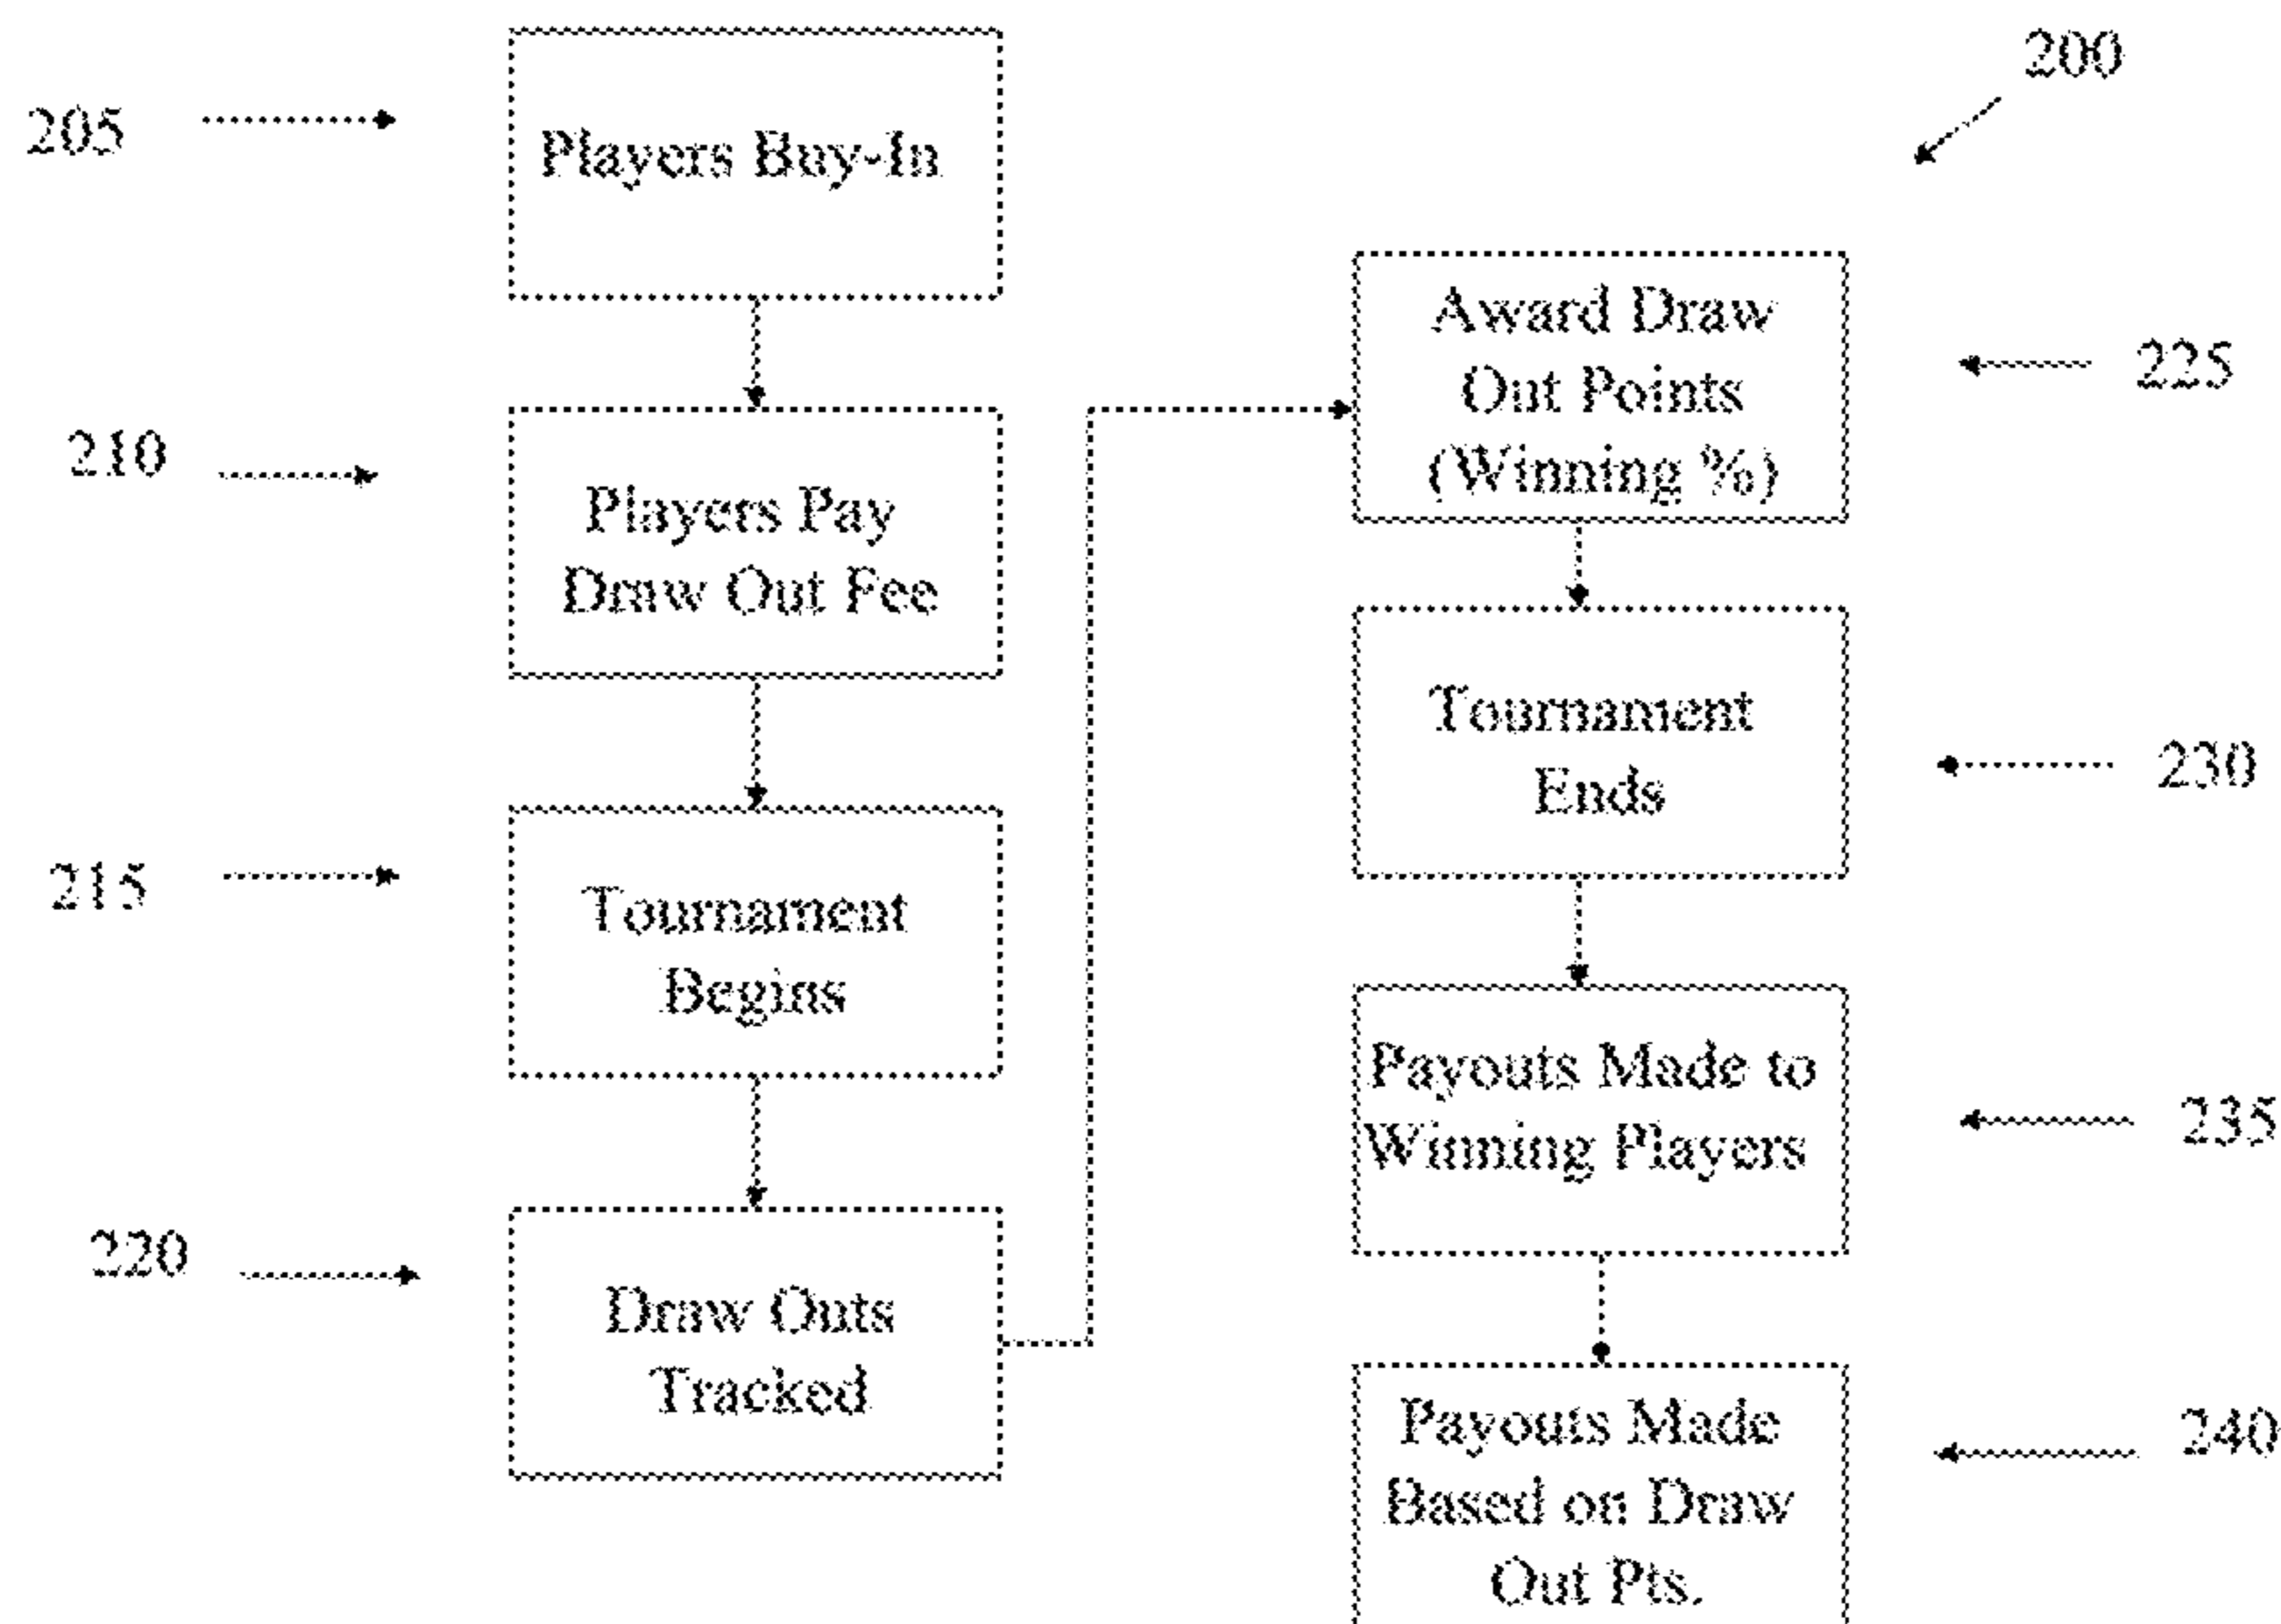 200
205
Players Buy-In
210
Players Pay
Draw Out Fee
215
Tournament
Begins
220
Draw Outs
Tracked
Award Draw
Out Points
(Winning %)
225
Tournament
Ends
230
Payouts Made to
Winning Players
235
Payouts Made
Based on Draw
Out Pts.
240